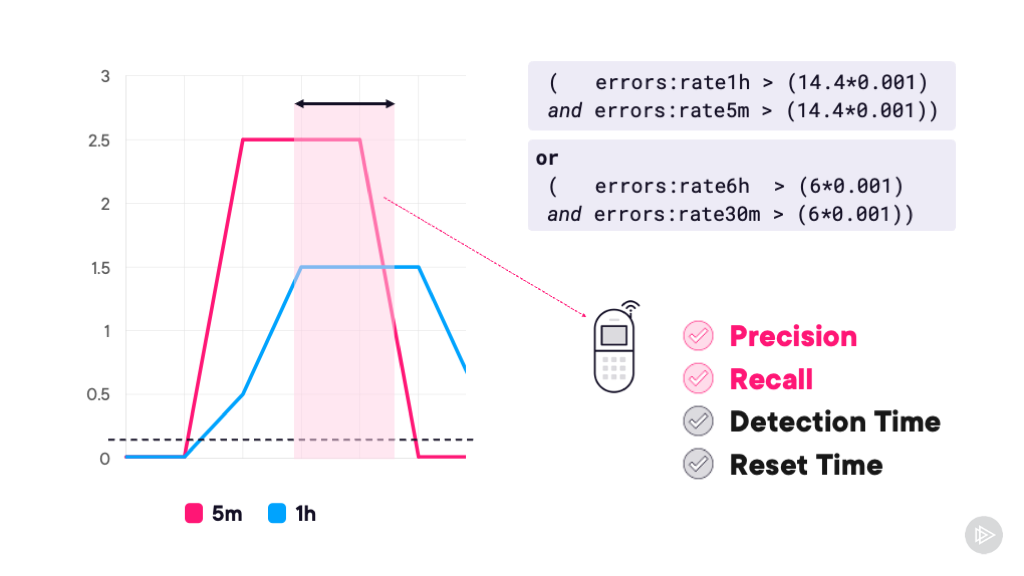 3
2.5
2
1.5
1
0.5
0
5m 1h
( errors:rate1h > (14.4*0.001)
and errors:rate5m > (14.4*0.001))
or
( errors:rate6h > (6*0.001)
and errors:rate30m > (6*0.001))
Precision
Recall
Detection Time
Reset Time